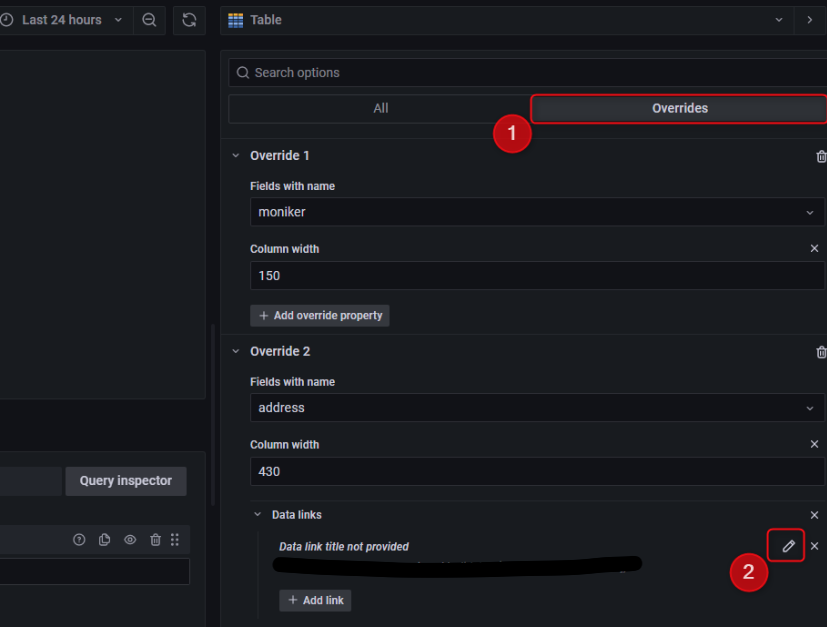 Last 24 hours
Table
Search options
All
Overrides
1
Override 1
Fields with name
moniker
Column width
150
+ Add override property
Override 2
Fields with name
address
Column width
430
Query inspector
Data links
Data link title not provided
2
+ Add link